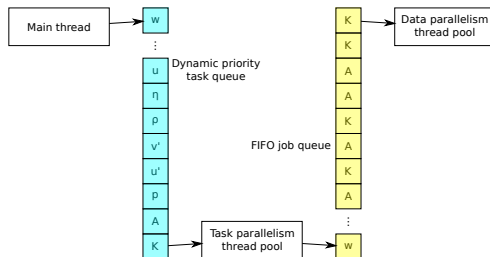 Main thread
w
⋮
u
η
ρ
v'
u'
p
A
K
Dynamic priority
task queue
Task parallelism
thread pool
FIFO job queue
K
K
A
A
K
A
K
A
⋮
w
Data parallelism
thread pool